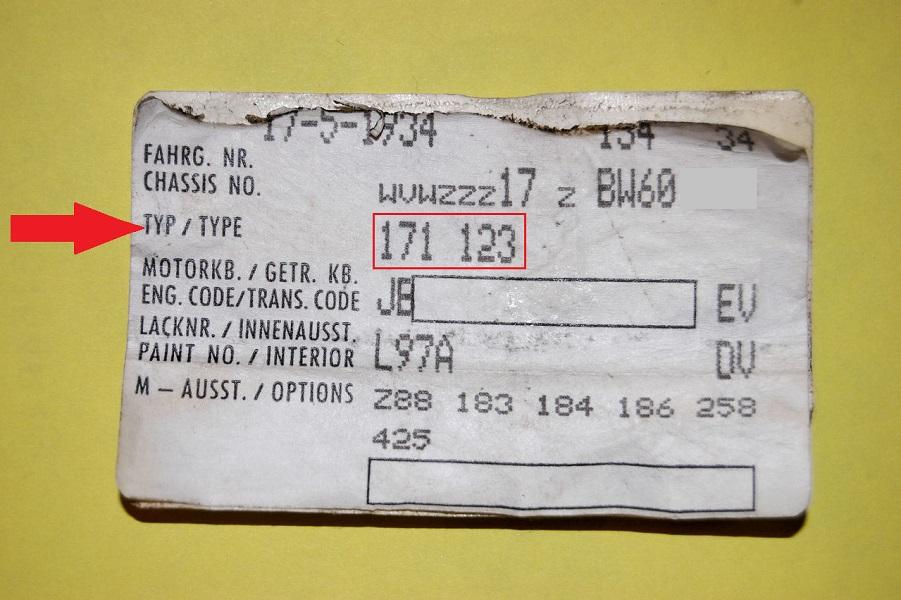 17-5-1934 134 34
FAHRG. NR.
CHASSIS NO. WVWZZZ17 Z BW60
TYP / TYPE 171 123
MOTORKB. / GETR. KB.
ENG. CODE/TRANS. CODE JB EV
LACKNR. / INNENAUSST.
PAINT NO. / INTERIOR L97A DV
M – AUSST. / OPTIONS Z88 183 184 186 258
425